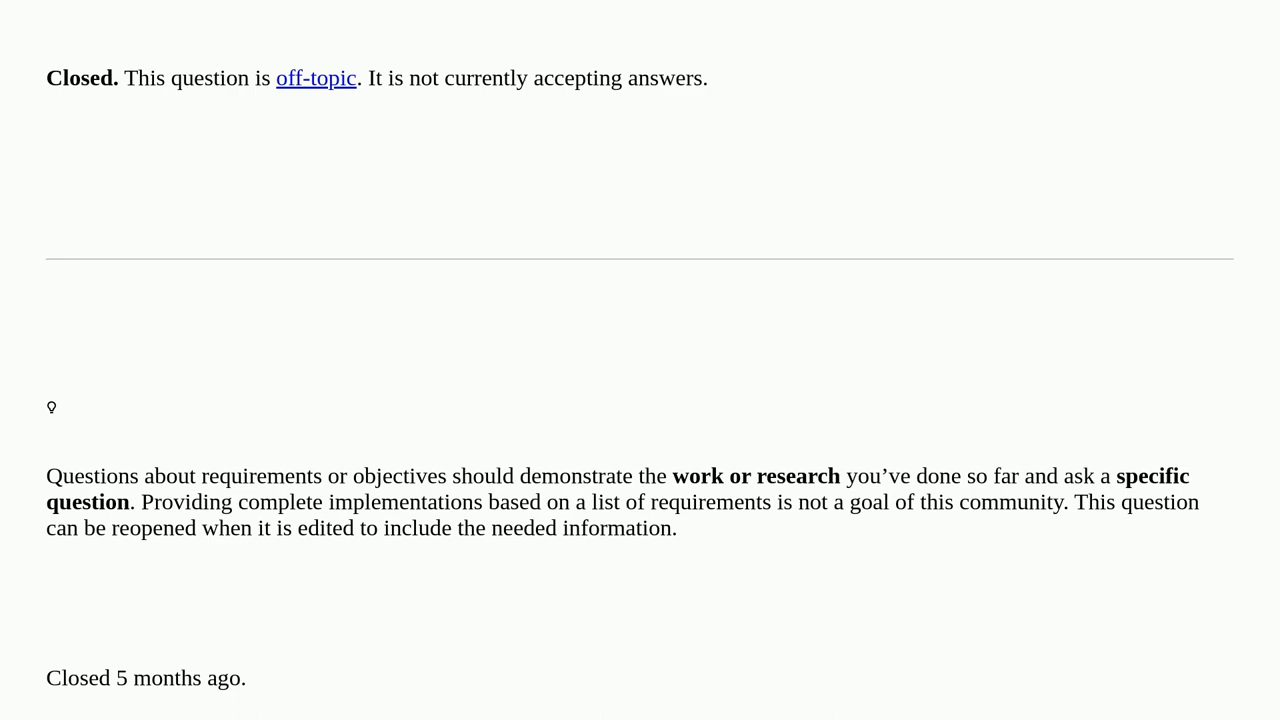 Closed. This question is off-topic. It is not currently accepting answers.
Questions about requirements or objectives should demonstrate the work or research you’ve done so far and ask a specific
question. Providing complete implementations based on a list of requirements is not a goal of this community. This question
can be reopened when it is edited to include the needed information.
Closed 5 months ago.